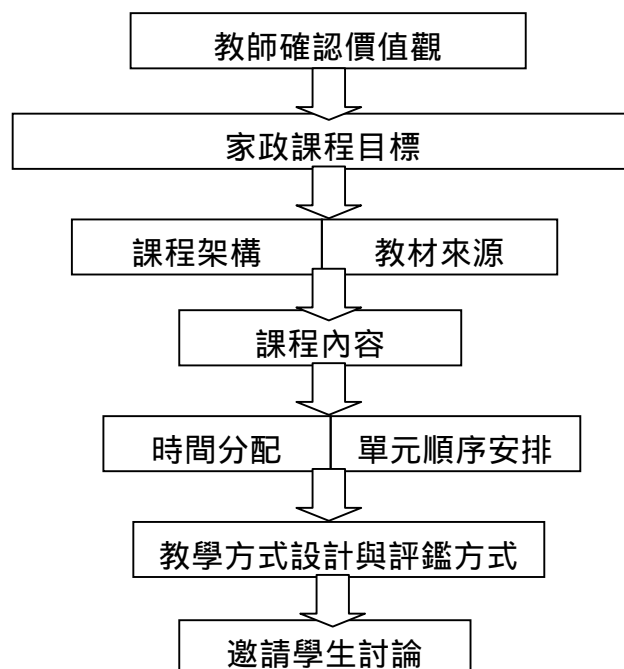 教師確認價值觀
家政課程目標
課程架構 教材來源
課程內容
時間分配 單元順序安排
教學方式設計與評鑑方式
邀請學生討論